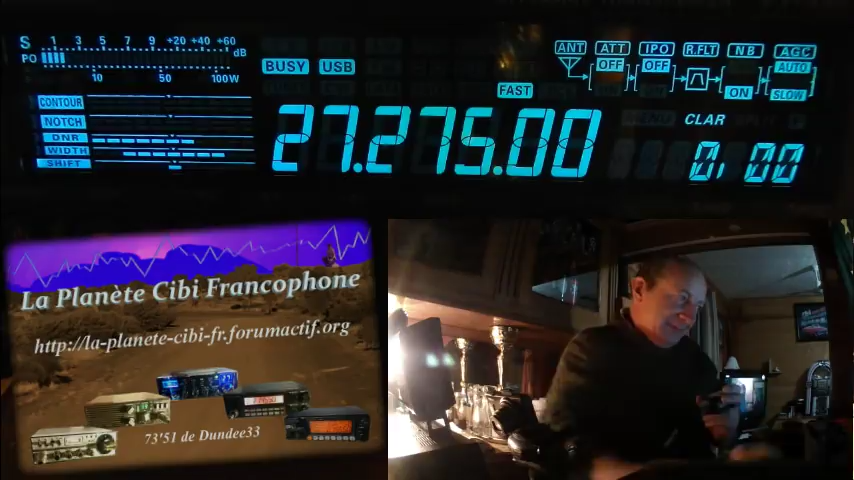 S 1 3 5 7 9 +20 +40 +60 dB
PO 10 50 100W
BUSY USB
FAST
ANT ATT IPO R.FLT NB AGC
OFF OFF AUTO
ON SLOW
CONTOUR
NOTCH
DNR
WIDTH
SHIFT
27.275.00
CLAR
0.00
La Planète Cibi Francophone
http://la-planete-cibi-fr.forumactif.org
73'51 de Dundee33